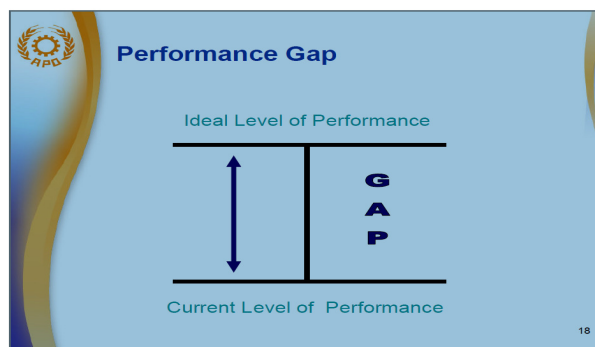 APO
Performance Gap
Ideal Level of Performance
G
A
P
Current Level of Performance
18